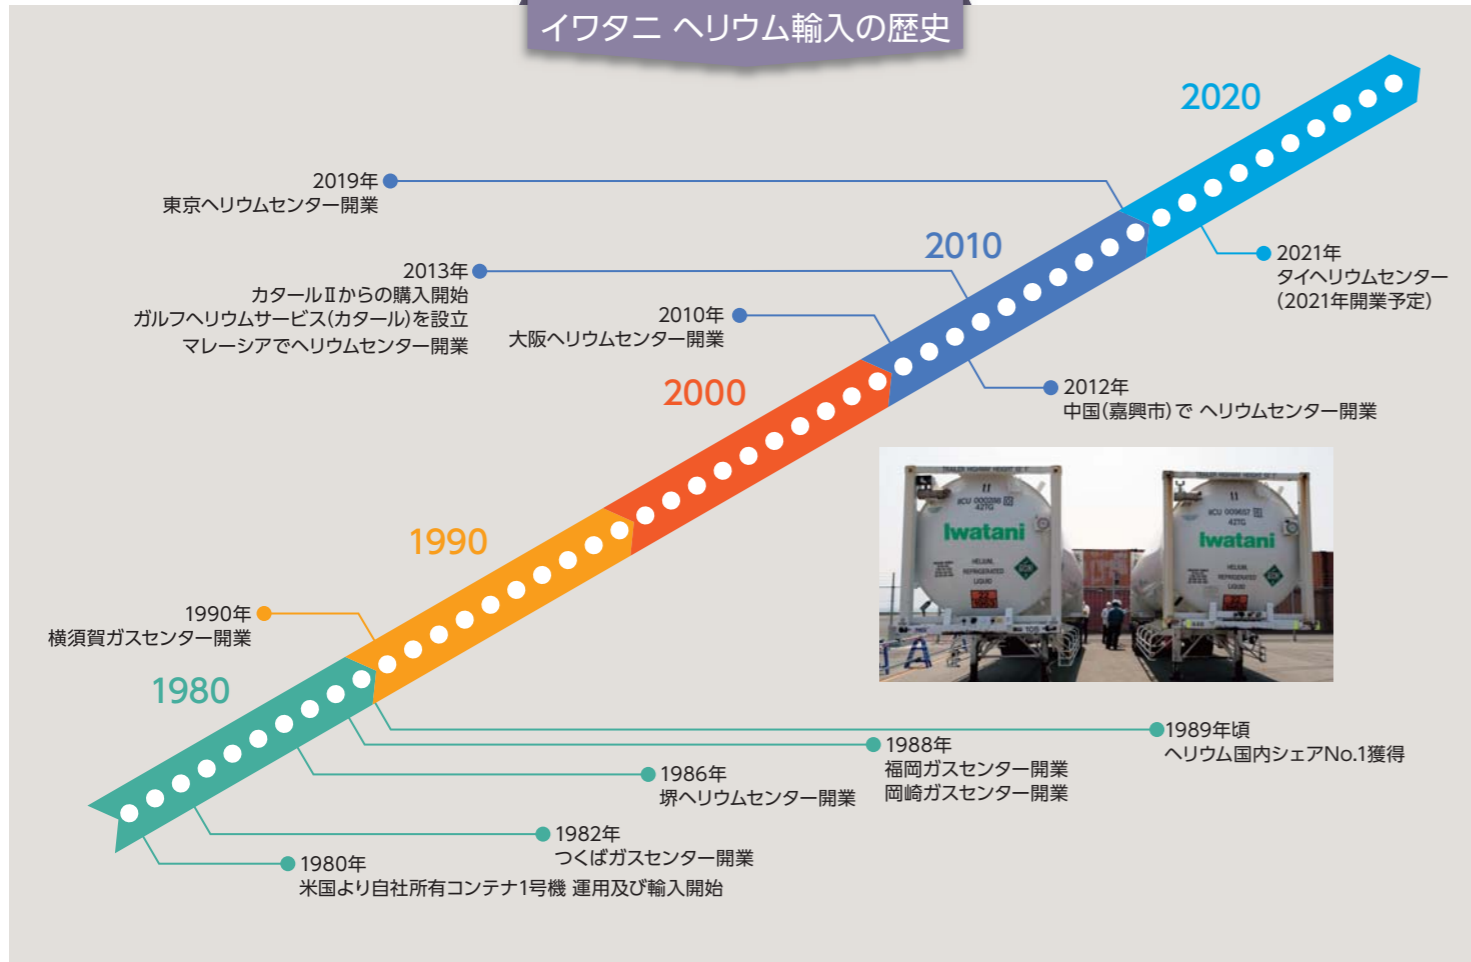 イワタニ ヘリウム輸入の歴史
2020
2019年
東京ヘリウムセンター開業
2010
2021年
タイヘリウムセンター
(2021年開業予定)
2013年
カタールⅡからの購入開始
ガルフヘリウムサービス(カタール)を設立
マレーシアでヘリウムセンター開業
2010年
大阪ヘリウムセンター開業
2000
2012年
中国(嘉興市)で ヘリウムセンター開業
1990
Iwatani
HELIUM,
REFRIGERATED
LIQUID
22
Iwatani
HELIUM,
REFRIGERATED
LIQUID
22
1990年
横須賀ガスセンター開業
1980
1989年頃
ヘリウム国内シェアNo.1獲得
1988年
福岡ガスセンター開業
岡崎ガスセンター開業
1986年
堺ヘリウムセンター開業
1982年
つくばガスセンター開業
1980年
米国より自社所有コンテナ1号機 運用及び輸入開始